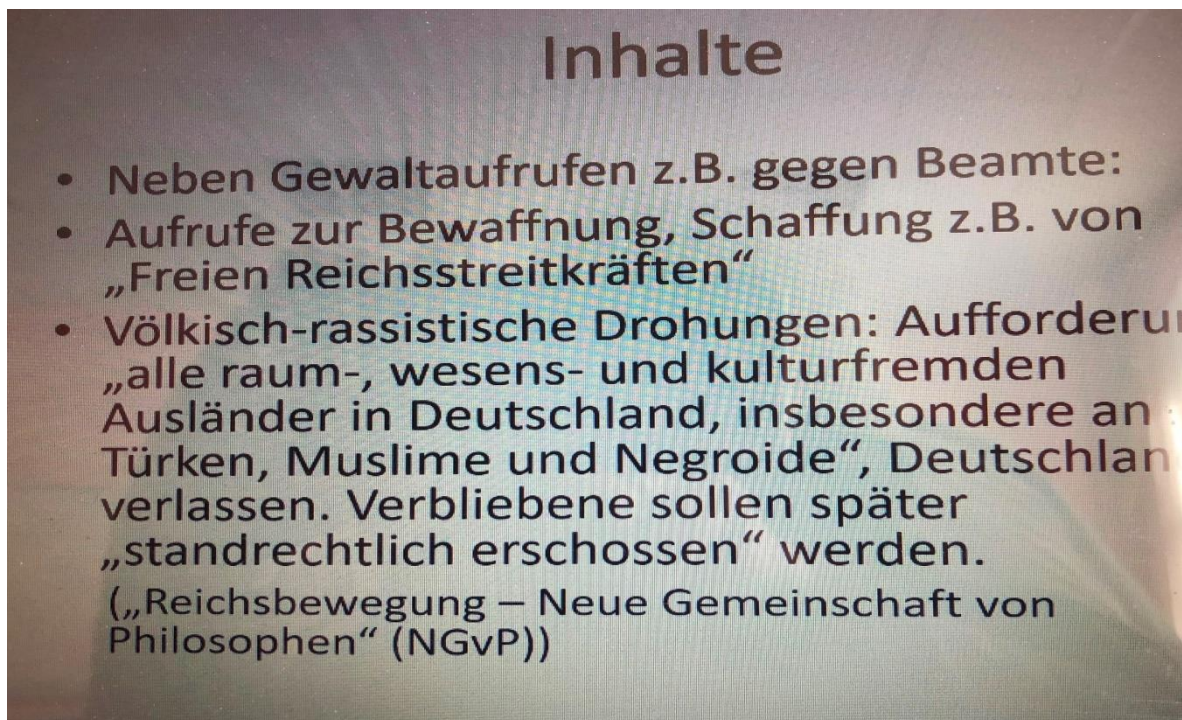 Inhalte
• Neben Gewaltaufrufen z.B. gegen Beamte:
• Aufrufe zur Bewaffnung, Schaffung z.B. von
„Freien Reichsstreitkräften“
• Völkisch-rassistische Drohungen: Aufforderu
„alle raum-, wesens- und kulturfremden
Ausländer in Deutschland, insbesondere an
Türken, Muslime und Negroide“, Deutschlan
verlassen. Verbliebene sollen später
„standrechtlich erschossen“ werden.
(„Reichsbewegung – Neue Gemeinschaft von
Philosophen“ (NGvP))